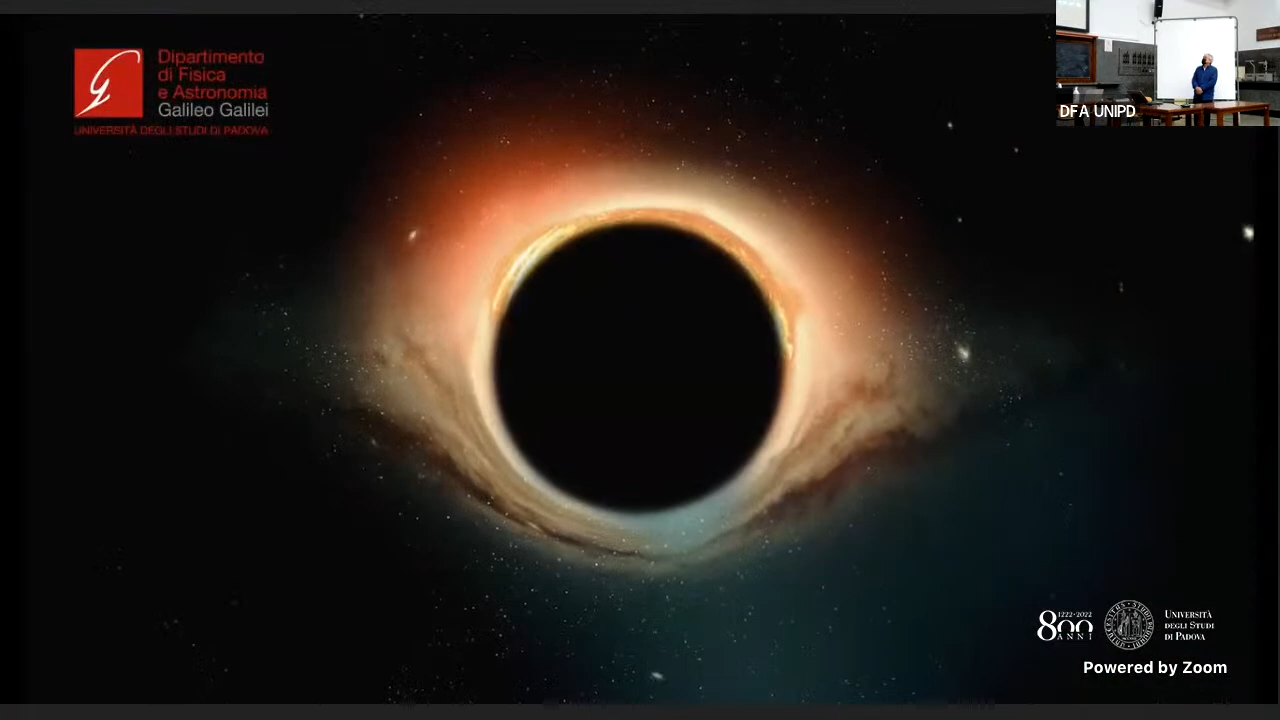 Dipartimento
di Fisica
e Astronomia
Galileo Galilei
UNIVERSITÀ DEGLI STUDI DI PADOVA
DFA UNIPD
1222·2022
800
ANNI
UNIVERSITÀ
DEGLI STUDI
DI PADOVA
Powered by Zoom